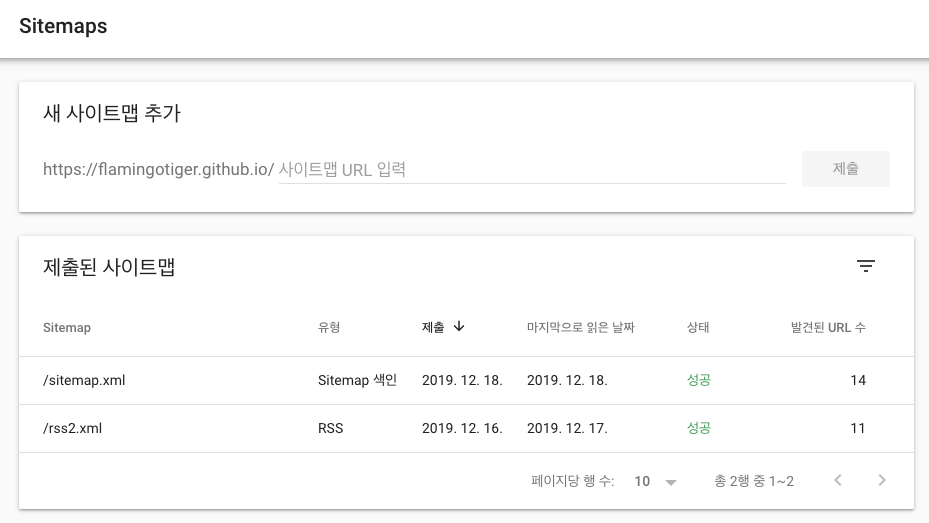 Sitemaps
새 사이트맵 추가
https://flamingotiger.github.io/ 사이트맵 URL 입력 제출
제출된 사이트맵
Sitemap 유형 제출 마지막으로 읽은 날짜 상태 발견된 URL 수
/sitemap.xml Sitemap 색인 2019. 12. 18. 2019. 12. 18. 성공 14
/rss2.xml RSS 2019. 12. 16. 2019. 12. 17. 성공 11
페이지당 행 수: 10 총 2행 중 1~2